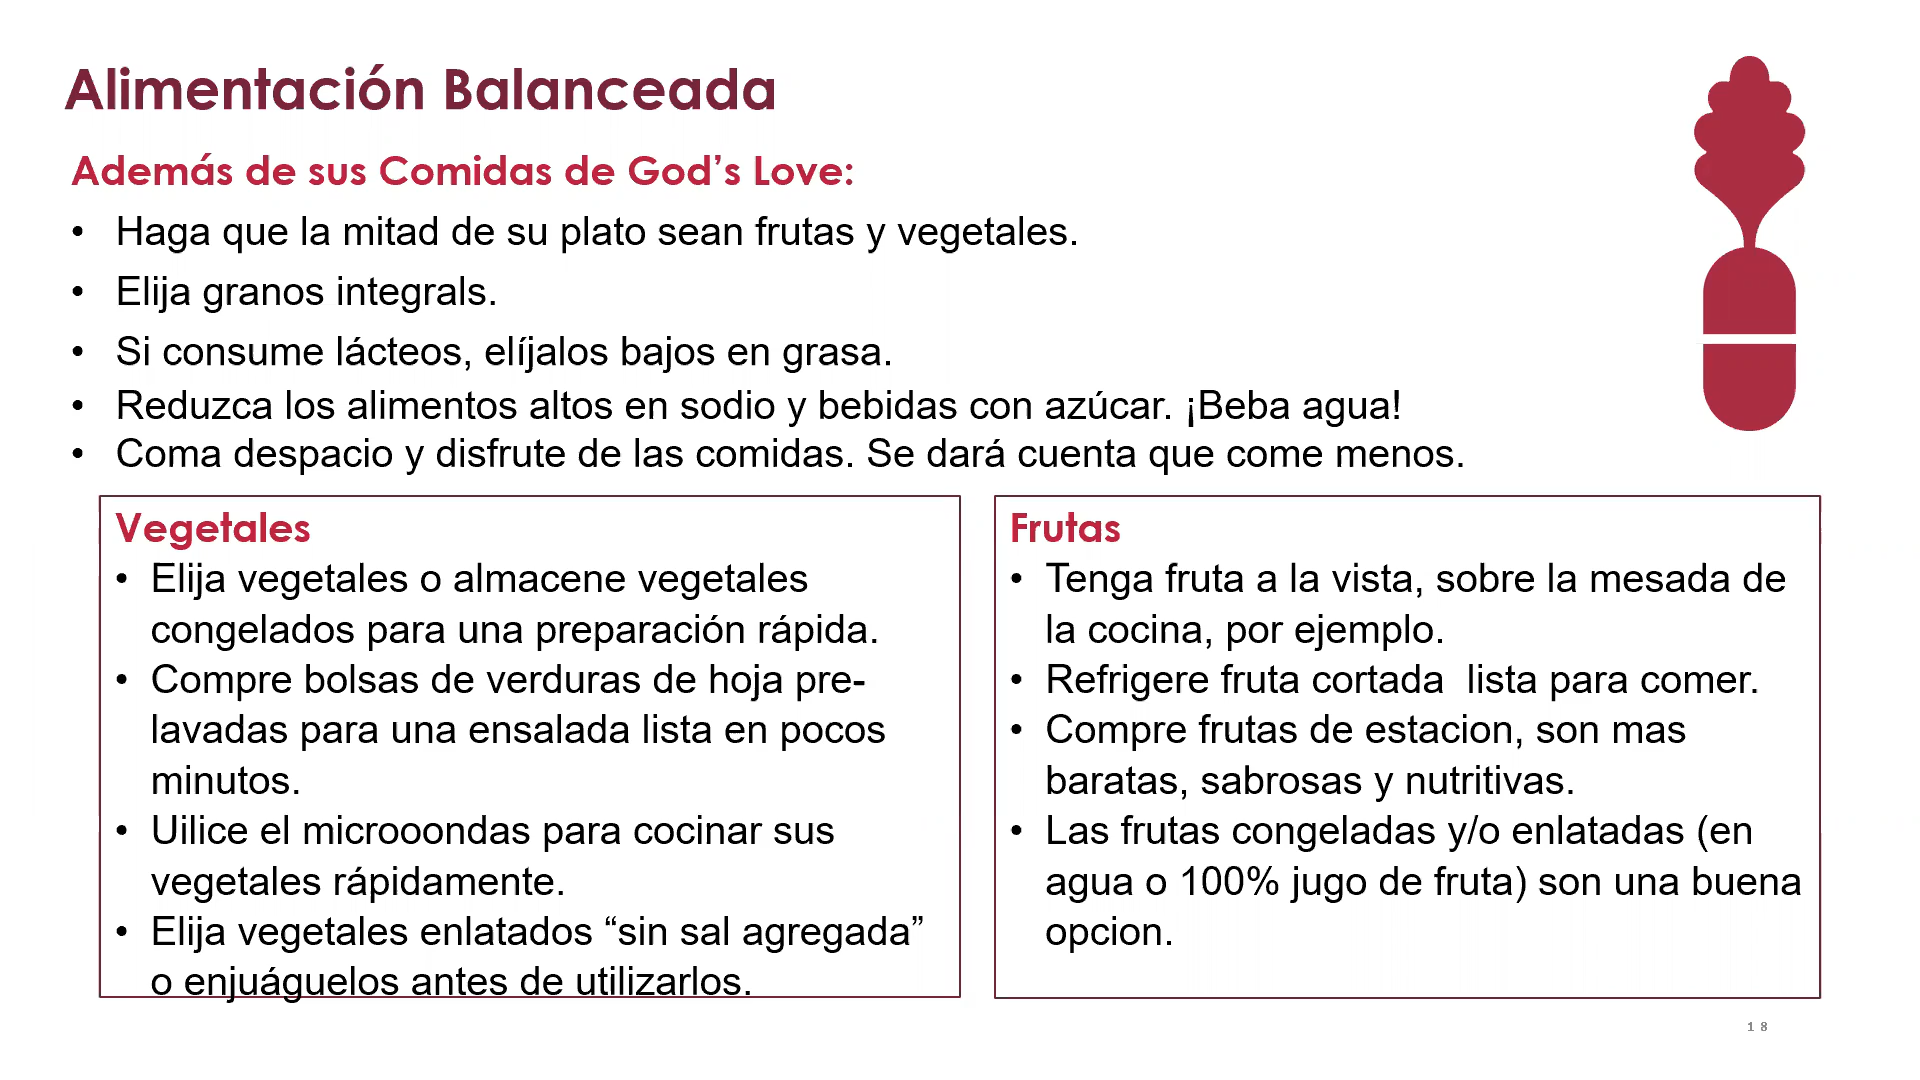 Alimentación Balanceada
Además de sus Comidas de God’s Love:
• Haga que la mitad de su plato sean frutas y vegetales.
• Elija granos integrals.
• Si consume lácteos, elíjalos bajos en grasa.
• Reduzca los alimentos altos en sodio y bebidas con azúcar. ¡Beba agua!
• Coma despacio y disfrute de las comidas. Se dará cuenta que come menos.
Vegetales
• Elija vegetales o almacene vegetales
congelados para una preparación rápida.
• Compre bolsas de verduras de hoja pre-
lavadas para una ensalada lista en pocos
minutos.
• Uilice el microoondas para cocinar sus
vegetales rápidamente.
• Elija vegetales enlatados “sin sal agregada”
o enjuáguelos antes de utilizarlos.
Frutas
• Tenga fruta a la vista, sobre la mesada de
la cocina, por ejemplo.
• Refrigere fruta cortada  lista para comer.
• Compre frutas de estacion, son mas
baratas, sabrosas y nutritivas.
• Las frutas congeladas y/o enlatadas (en
agua o 100% jugo de fruta) son una buena
opcion.
18